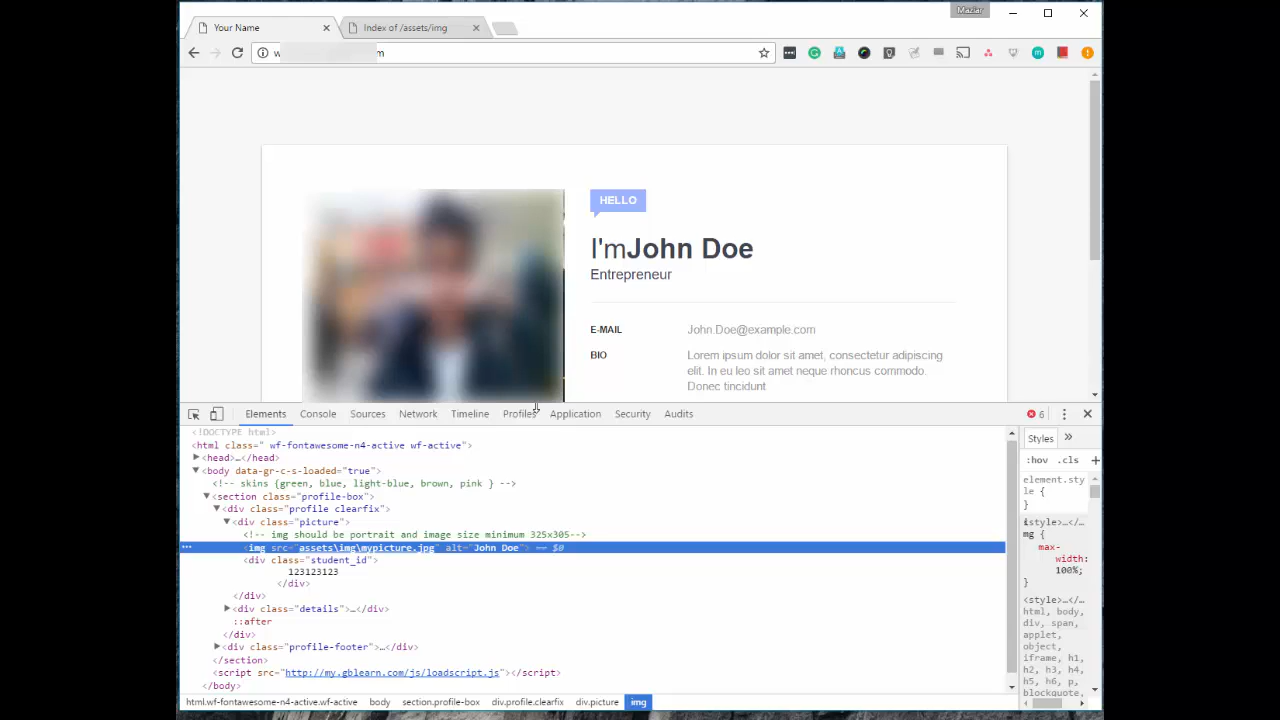 Maziar
Your Name
Index of /assets/img
w
m
HELLO
I'mJohn Doe
Entrepreneur
E-MAIL
John.Doe@example.com
BIO
Lorem ipsum dolor sit amet, consectetur adipiscing
elit. In eu leo sit amet neque rhoncus commodo.
Donec tincidunt
Elements Console Sources Network Timeline Profiles Application Security Audits
6
<!DOCTYPE html>
<html class=" wf-fontawesome-n4-active wf-active">
<head>…</head>
<body data-gr-c-s-loaded="true">
<!-- skins {green, blue, light-blue, brown, pink } -->
<section class="profile-box">
<div class="profile clearfix">
<div class="picture">
<!-- img should be portrait and image size minimum 325x305-->
<img src="assets\img\mypicture.jpg" alt="John Doe"> == $0
<div class="student_id">
123123123
</div>
</div>
<div class="details">…</div>
::after
</div>
<div class="profile-footer">…</div>
</section>
<script src="http://my.gblearn.com/js/loadscript.js"></script>
</body>
html.wf-fontawesome-n4-active.wf-active body section.profile-box div.profile.clearfix div.picture img
Styles »
:hov .cls +
element.sty
le {
}
<style>…</…
mg {
max-
width:
100%;
}
<style>…</…
html, body,
div, span,
applet,
object,
iframe, h1,
h2, h3, h4,
h5, h6, p,
blockquote,